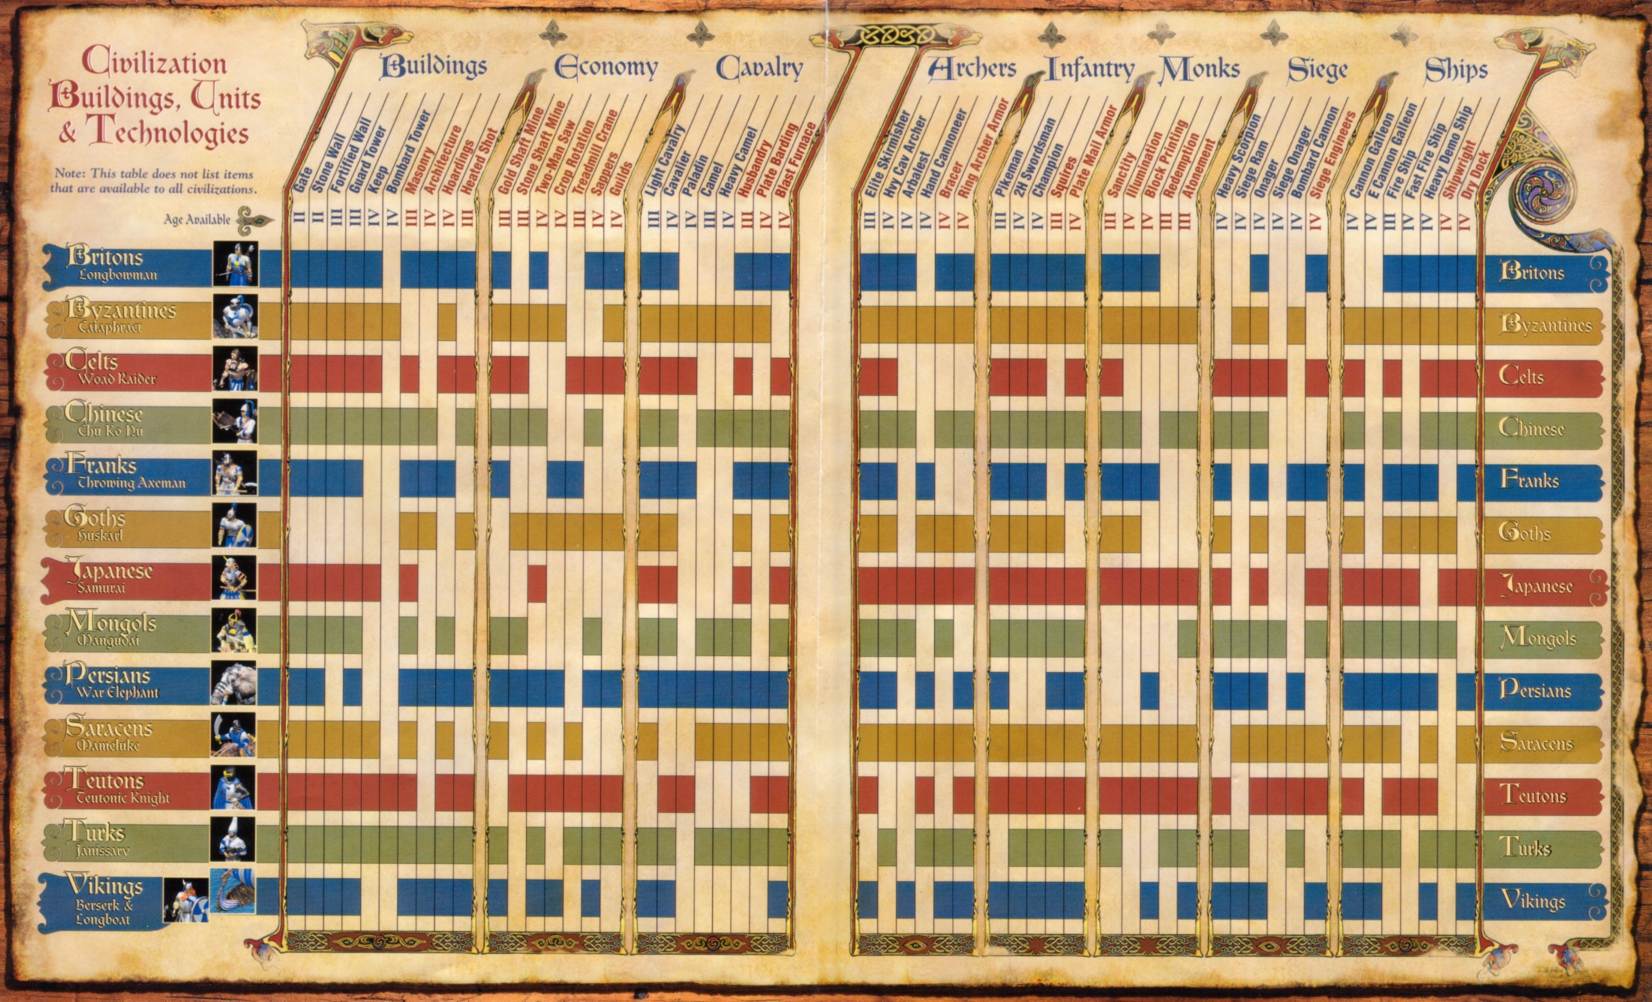 Civilization
Buildings, Units
& Technologies
Note: This table does not list items
that are available to all civilizations.
Age Available
Buildings
Economy
Cavalry
Archers
Infantry
Monks
Siege
Ships
Gate
Stone Wall
Fortified Wall
Guard Tower
Keep
Bombard Tower
Masonry
Architecture
Hoardings
Heated Shot
Gold Shaft Mine
Stone Shaft Mine
Two-Man Saw
Crop Rotation
Treadmill Crane
Sappers
Guilds
Light Cavalry
Cavalier
Paladin
Camel
Heavy Camel
Husbandry
Plate Barding
Blast Furnace
Elite Skirmisher
Hvy Cav Archer
Arbalest
Hand Cannoneer
Bracer
Ring Archer Armor
Pikeman
2H Swordsman
Champion
Squires
Plate Mail Armor
Sanctity
Illumination
Block Printing
Redemption
Atonement
Heavy Scorpion
Siege Ram
Onager
Siege Onager
Bombard Cannon
Siege Engineers
Cannon Galleon
E Cannon Galleon
Fire Ship
Fast Fire Ship
Heavy Demo Ship
Shipwright
Dry Dock
II II III III IV IV III IV IV III
III III IV IV III IV IV
III IV IV III IV III IV IV
III IV IV IV IV IV
III IV IV III IV
III IV IV III III
IV IV IV IV IV IV
IV IV III IV IV IV IV
Britons
Longbowman
Britons
Byzantines
Cataphract
Byzantines
Celts
Woad Raider
Celts
Chinese
Chu Ko Nu
Chinese
Franks
Throwing Axeman
Franks
Goths
Huskarl
Goths
Japanese
Samurai
Japanese
Mongols
Mangudai
Mongols
Persians
War Elephant
Persians
Saracens
Mameluke
Saracens
Teutons
Teutonic Knight
Teutons
Turks
Janissary
Turks
Vikings
Berserk &
Longboat
Vikings